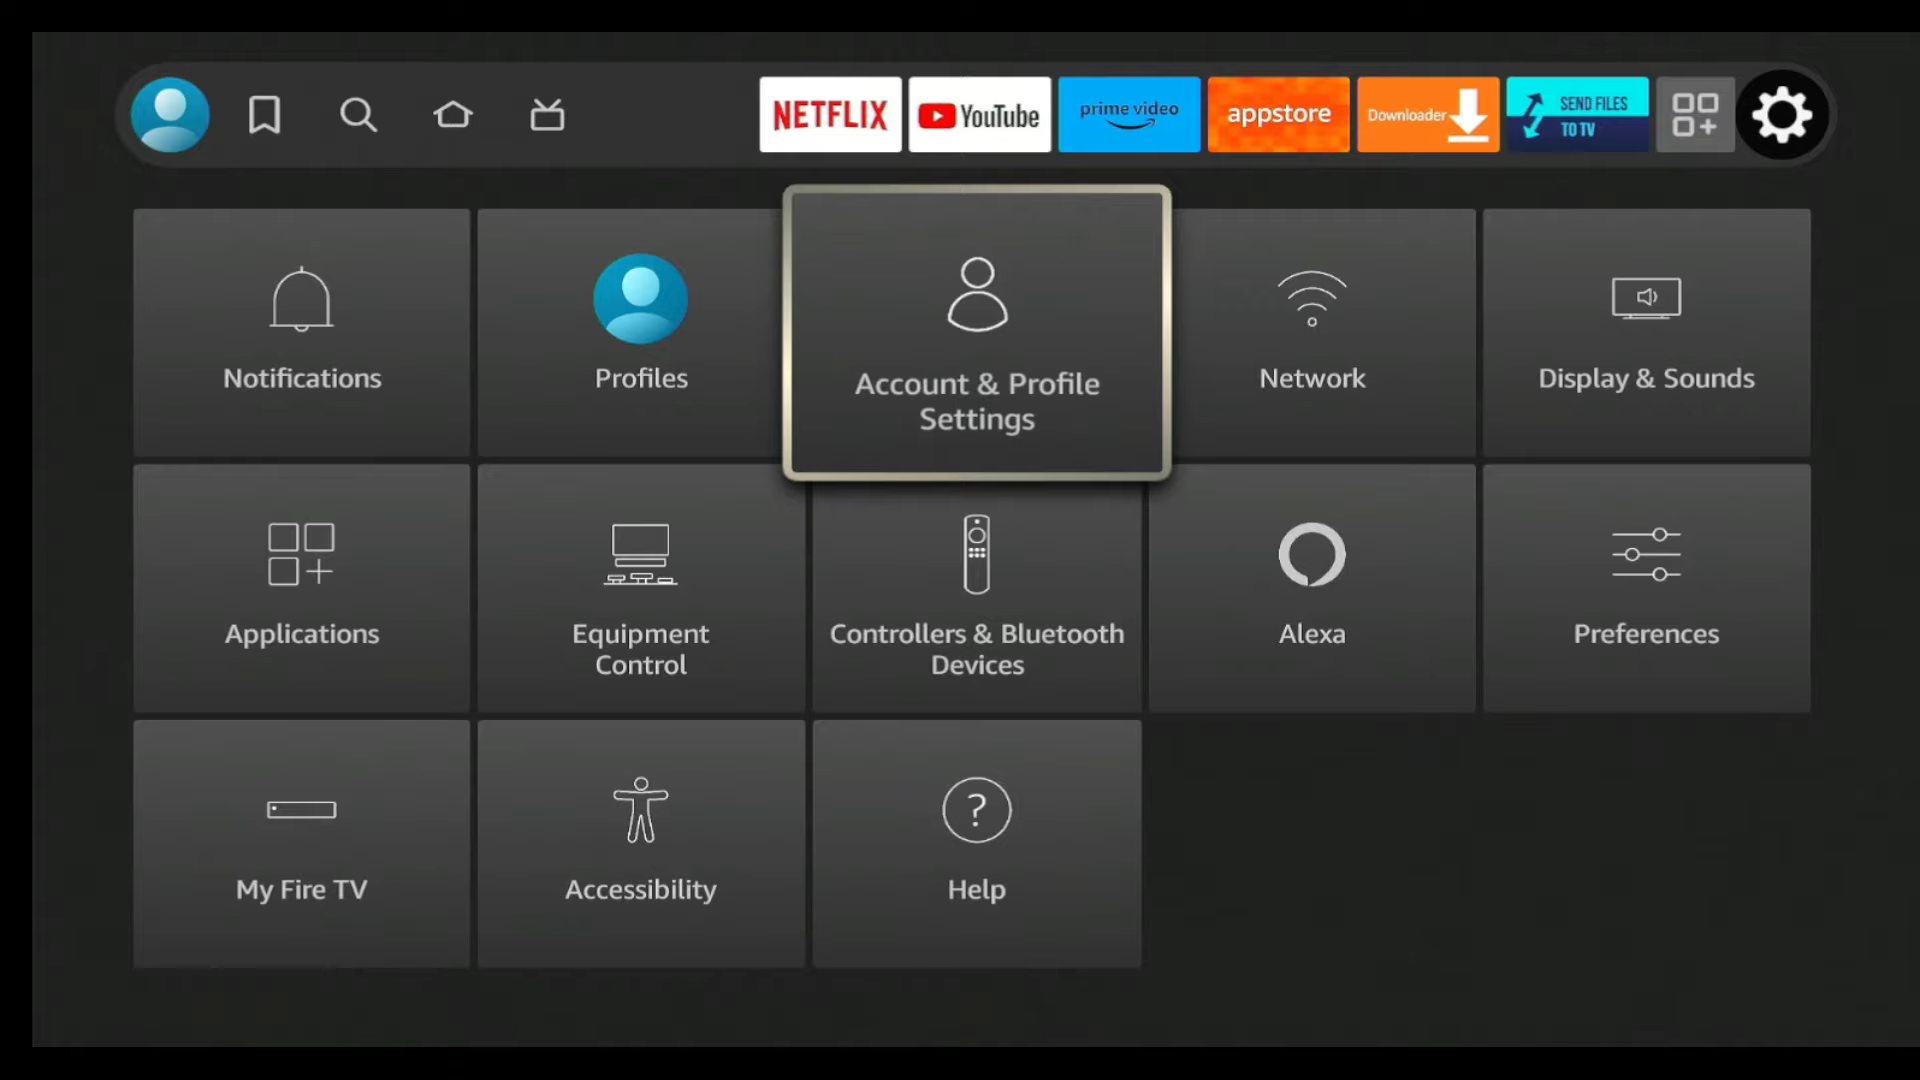 NETFLIX
YouTube
prime video
appstore
Downloader
SEND FILES
TO TV
Notifications
Profiles
Account & Profile
Settings
Network
Display & Sounds
Applications
Equipment
Control
Controllers & Bluetooth
Devices
Alexa
Preferences
My Fire TV
Accessibility
?
Help